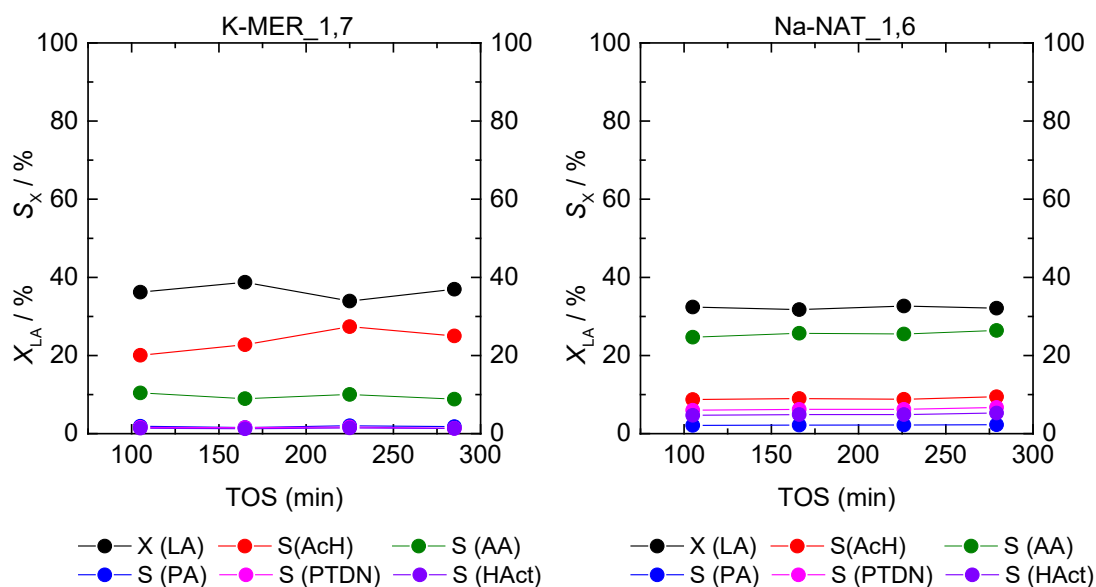 K-MER_1,7
100
80
60
40
20
0
X_LA / %   S_X / %
100
80
60
40
20
0
100 150 200 250 300
TOS (min)
X (LA) S(AcH) S (AA)
S (PA) S (PTDN) S (HAct)
Na-NAT_1,6
100
80
60
40
20
0
X_LA / %   S_X / %
100
80
60
40
20
0
100 150 200 250 300
TOS (min)
X (LA) S(AcH) S (AA)
S (PA) S (PTDN) S (HAct)